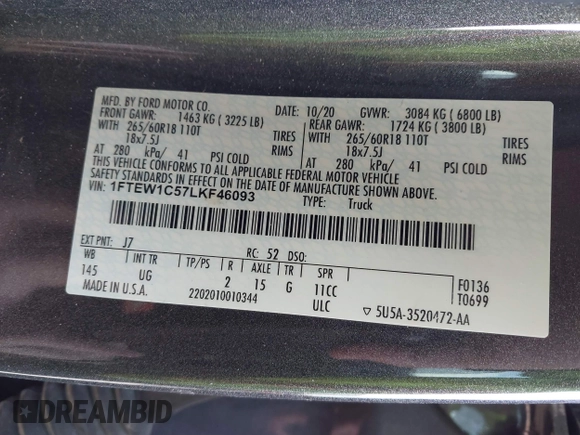 MFD. BY FORD MOTOR CO.
DATE: 10/20 GVWR: 3084 KG ( 6800 LB)
FRONT GAWR: 1463 KG ( 3225 LB)
REAR GAWR: 1724 KG ( 3800 LB)
WITH 265/60R18 110T TIRES
WITH 265/60R18 110T TIRES
18x7.5J RIMS
18x7.5J RIMS
AT 280 kPa/ 41 PSI COLD
AT 280 kPa/ 41 PSI COLD
THIS VEHICLE CONFORMS TO ALL APPLICABLE FEDERAL MOTOR VEHICLE
SAFETY STANDARDS IN EFFECT ON THE DATE OF MANUFACTURE SHOWN ABOVE.
VIN: 1FTEW1C57LKF46093
TYPE: Truck
EXT PNT: J7 RC: 52 DSO:
WB INT TR TP/PS R AXLE TR SPR
145 UG 2 15 G 11CC
F0136
T0699
MADE IN U.S.A. 2202010010344 ULC
▽ 5U5A-3520472-AA
DREAMBID